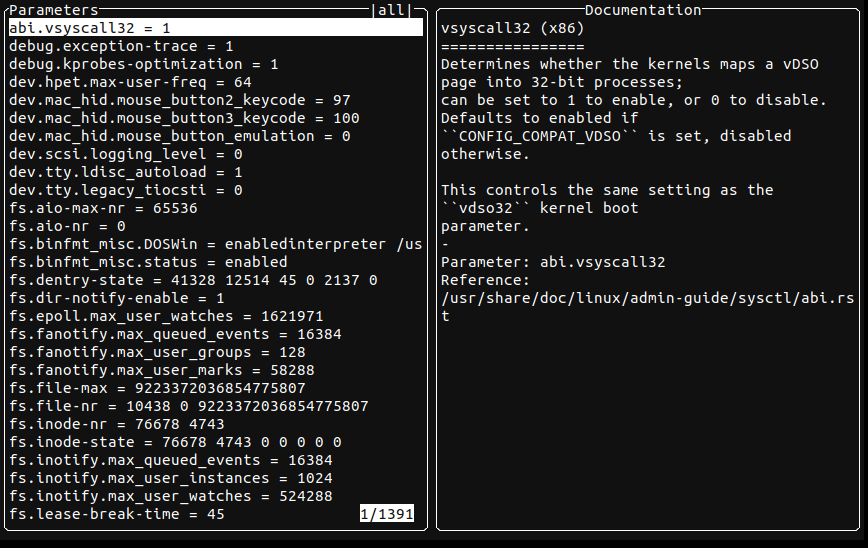 Parameters |all|
abi.vsyscall32 = 1
debug.exception-trace = 1
debug.kprobes-optimization = 1
dev.hpet.max-user-freq = 64
dev.mac_hid.mouse_button2_keycode = 97
dev.mac_hid.mouse_button3_keycode = 100
dev.mac_hid.mouse_button_emulation = 0
dev.scsi.logging_level = 0
dev.tty.ldisc_autoload = 1
dev.tty.legacy_tiocsti = 0
fs.aio-max-nr = 65536
fs.aio-nr = 0
fs.binfmt_misc.DOSWin = enabledinterpreter /us
fs.binfmt_misc.status = enabled
fs.dentry-state = 41328 12514 45 0 2137 0
fs.dir-notify-enable = 1
fs.epoll.max_user_watches = 1621971
fs.fanotify.max_queued_events = 16384
fs.fanotify.max_user_groups = 128
fs.fanotify.max_user_marks = 58288
fs.file-max = 9223372036854775807
fs.file-nr = 10438 0 9223372036854775807
fs.inode-nr = 76678 4743
fs.inode-state = 76678 4743 0 0 0 0 0
fs.inotify.max_queued_events = 16384
fs.inotify.max_user_instances = 1024
fs.inotify.max_user_watches = 524288
fs.lease-break-time = 45 1/1391
Documentation
vsyscall32 (x86)
================
Determines whether the kernels maps a vDSO
page into 32-bit processes;
can be set to 1 to enable, or 0 to disable.
Defaults to enabled if
``CONFIG_COMPAT_VDSO`` is set, disabled
otherwise.
This controls the same setting as the
``vdso32`` kernel boot
parameter.
-
Parameter: abi.vsyscall32
Reference:
/usr/share/doc/linux/admin-guide/sysctl/abi.rs
t